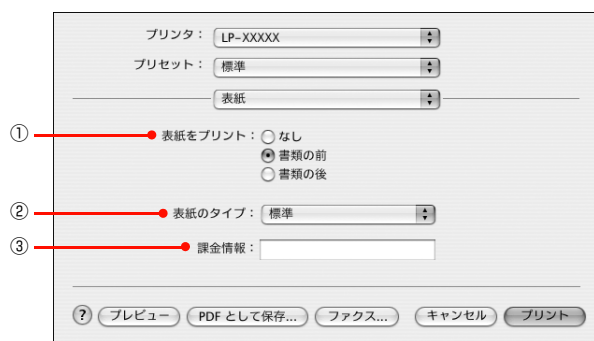 プリンタ： LP-XXXXX
プリセット： 標準
表紙
① 表紙をプリント： なし
書類の前
書類の後
② 表紙のタイプ： 標準
③ 課金情報：
? プレビュー PDF として保存... ファクス... キャンセル プリント